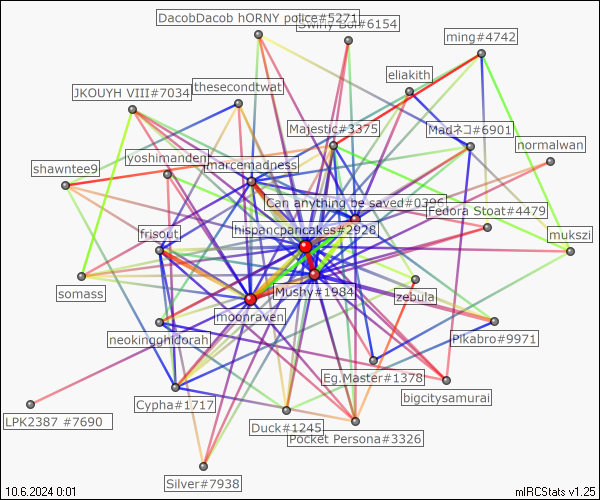 DacobDacob hORNY police#5271
#6154
ming#4742
eliakith
JKOUYH VIII#7034
thesecondtwat
Majestic#3375
Madネコ#6901
normalwan
yoshimanden
marcenadness
shawntee9
Can anything be saved#0396
Fedora Stoat#4479
frisout
hispancpancakes#2928
mukszi
somass
Mushy#1984
zebula
moonraven
neokingghidorah
Pikabro#9971
Eg.Master#1378
bigcitysamurai
Cypha#1717
LPK2387 #7690
Duck#1245
Pocket Persona#3326
Silver#7938
10.6.2024 0:01
mIRCStats v1.25